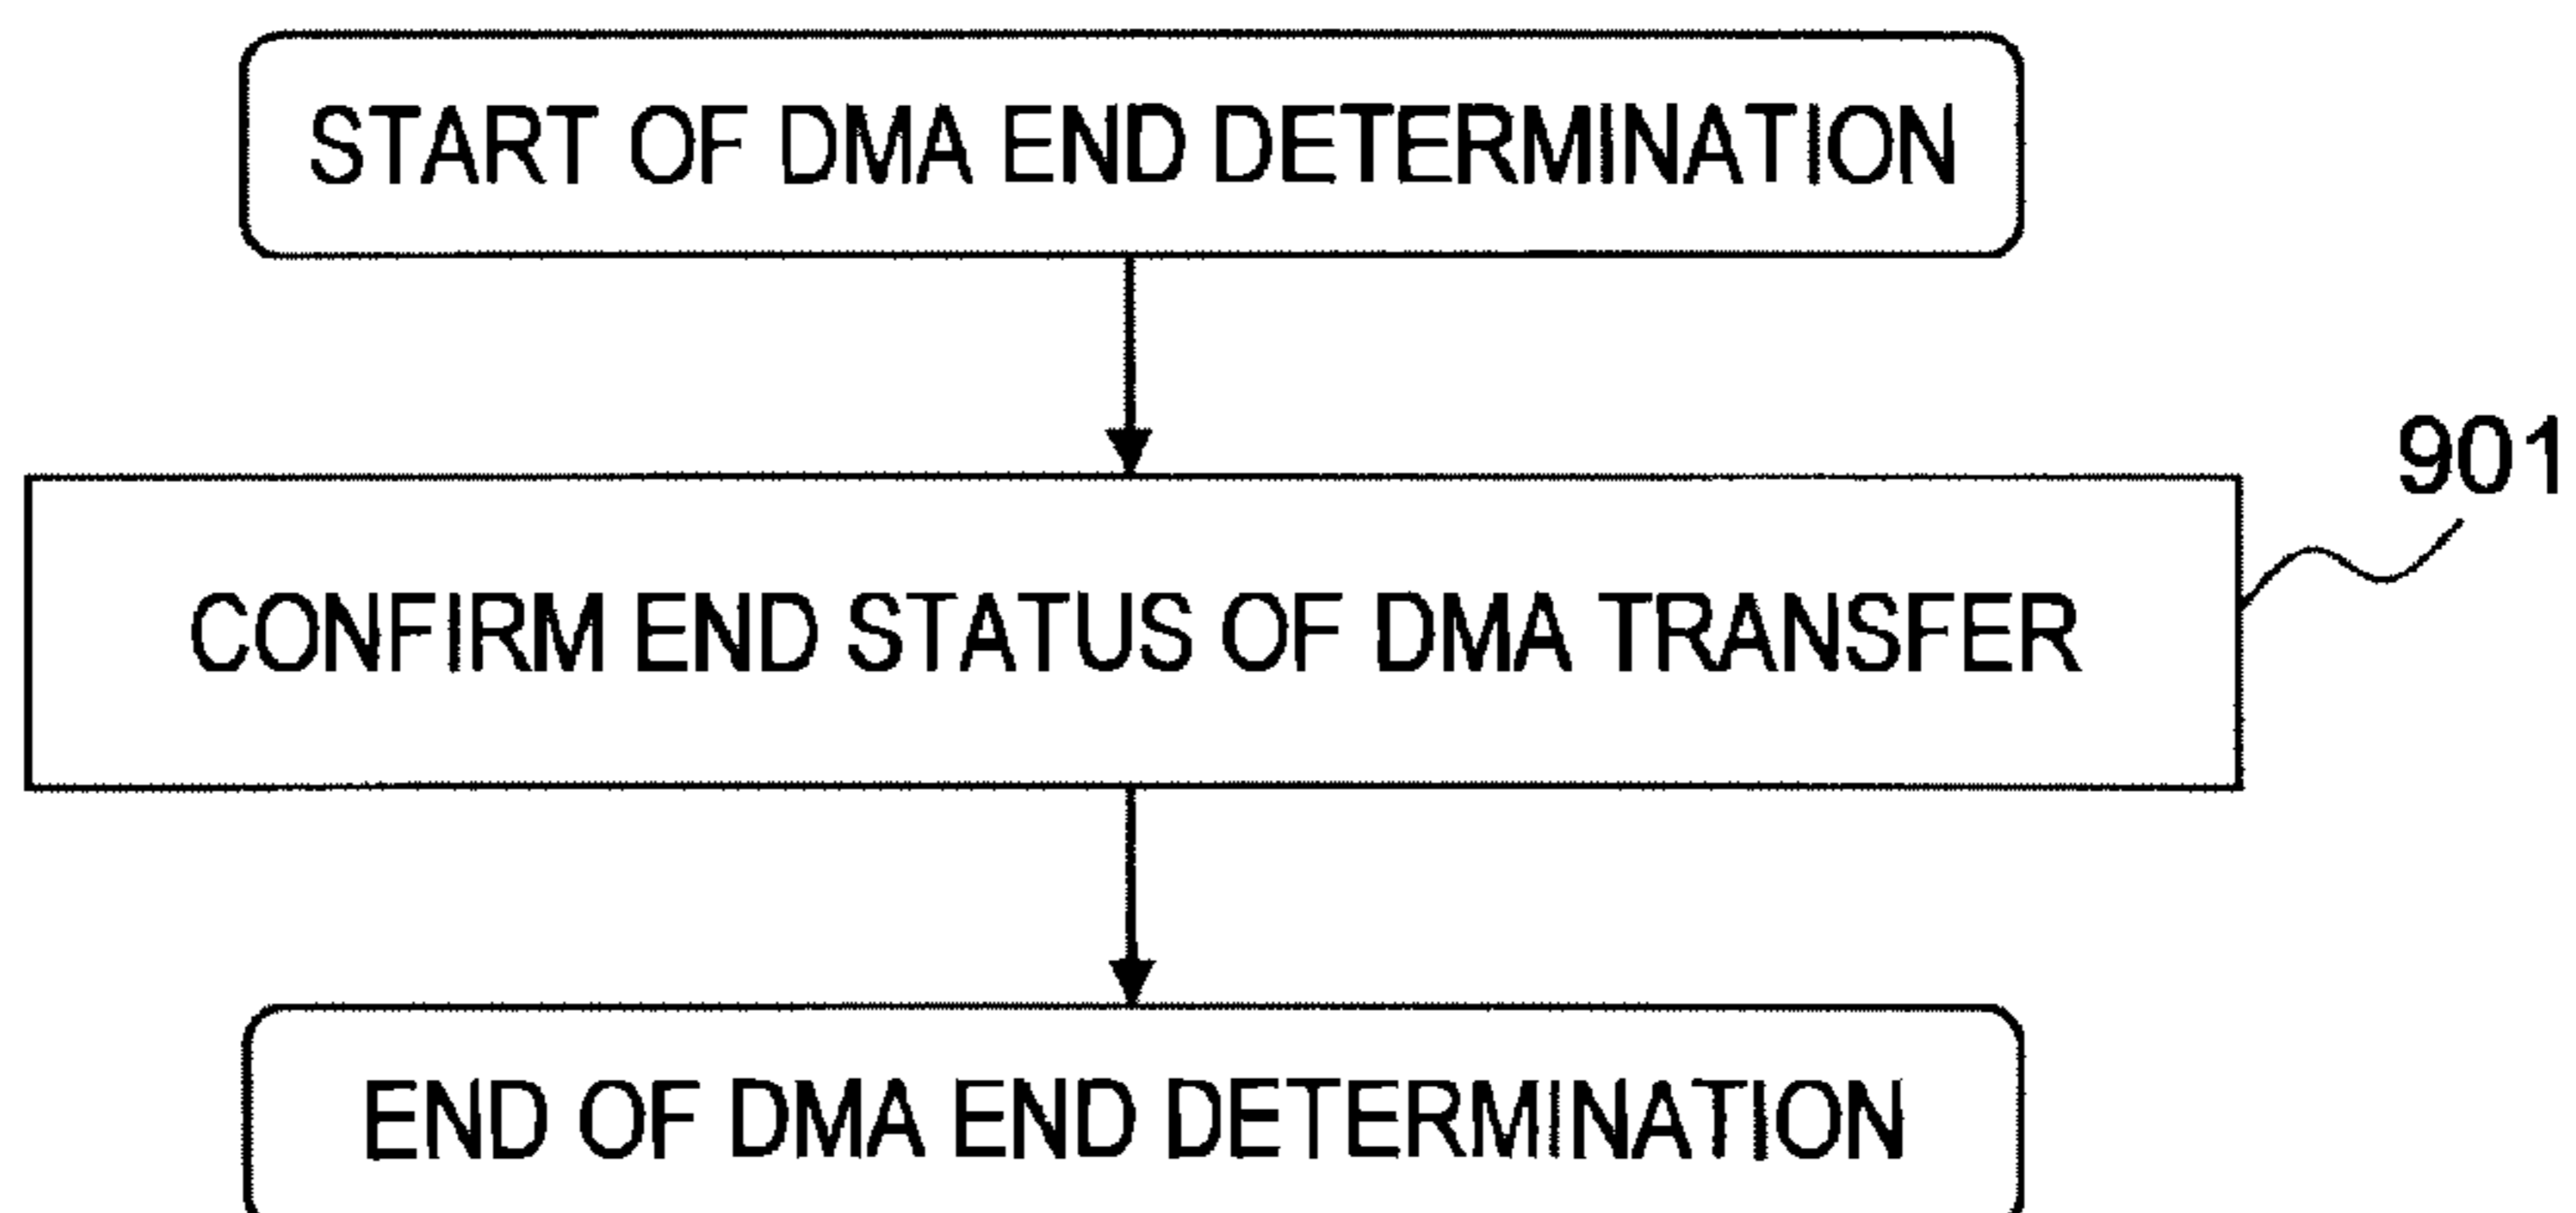 START OF DMA END DETERMINATION
901
CONFIRM END STATUS OF DMA TRANSFER
END OF DMA END DETERMINATION